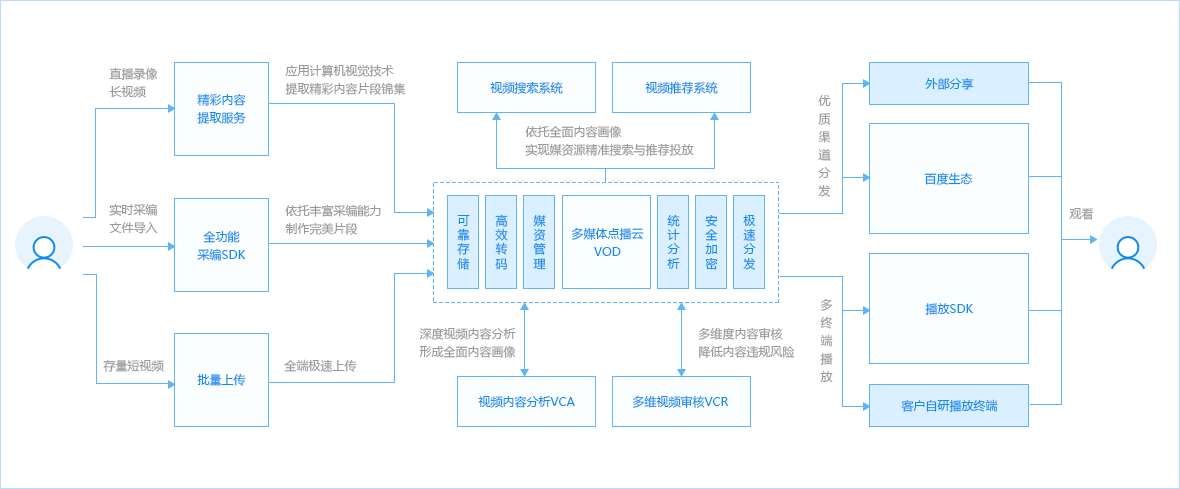 直播录像
长视频
精彩内容
提取服务
应用计算机视觉技术
提取精彩内容片段锦集
实时采编
文件导入
全功能
采编SDK
依托丰富采编能力
制作完美片段
存量短视频
批量上传
全端极速上传
视频搜索系统
视频推荐系统
依托全面内容画像
实现媒资源精准搜索与推荐投放
可靠存储
高效转码
媒资管理
多媒体点播云
VOD
统计分析
安全加密
极速分发
深度视频内容分析
形成全面内容画像
多维度内容审核
降低内容违规风险
视频内容分析VCA
多维视频审核VCR
优质渠道分发
外部分享
百度生态
多终端播放
播放SDK
客户自研播放终端
观看